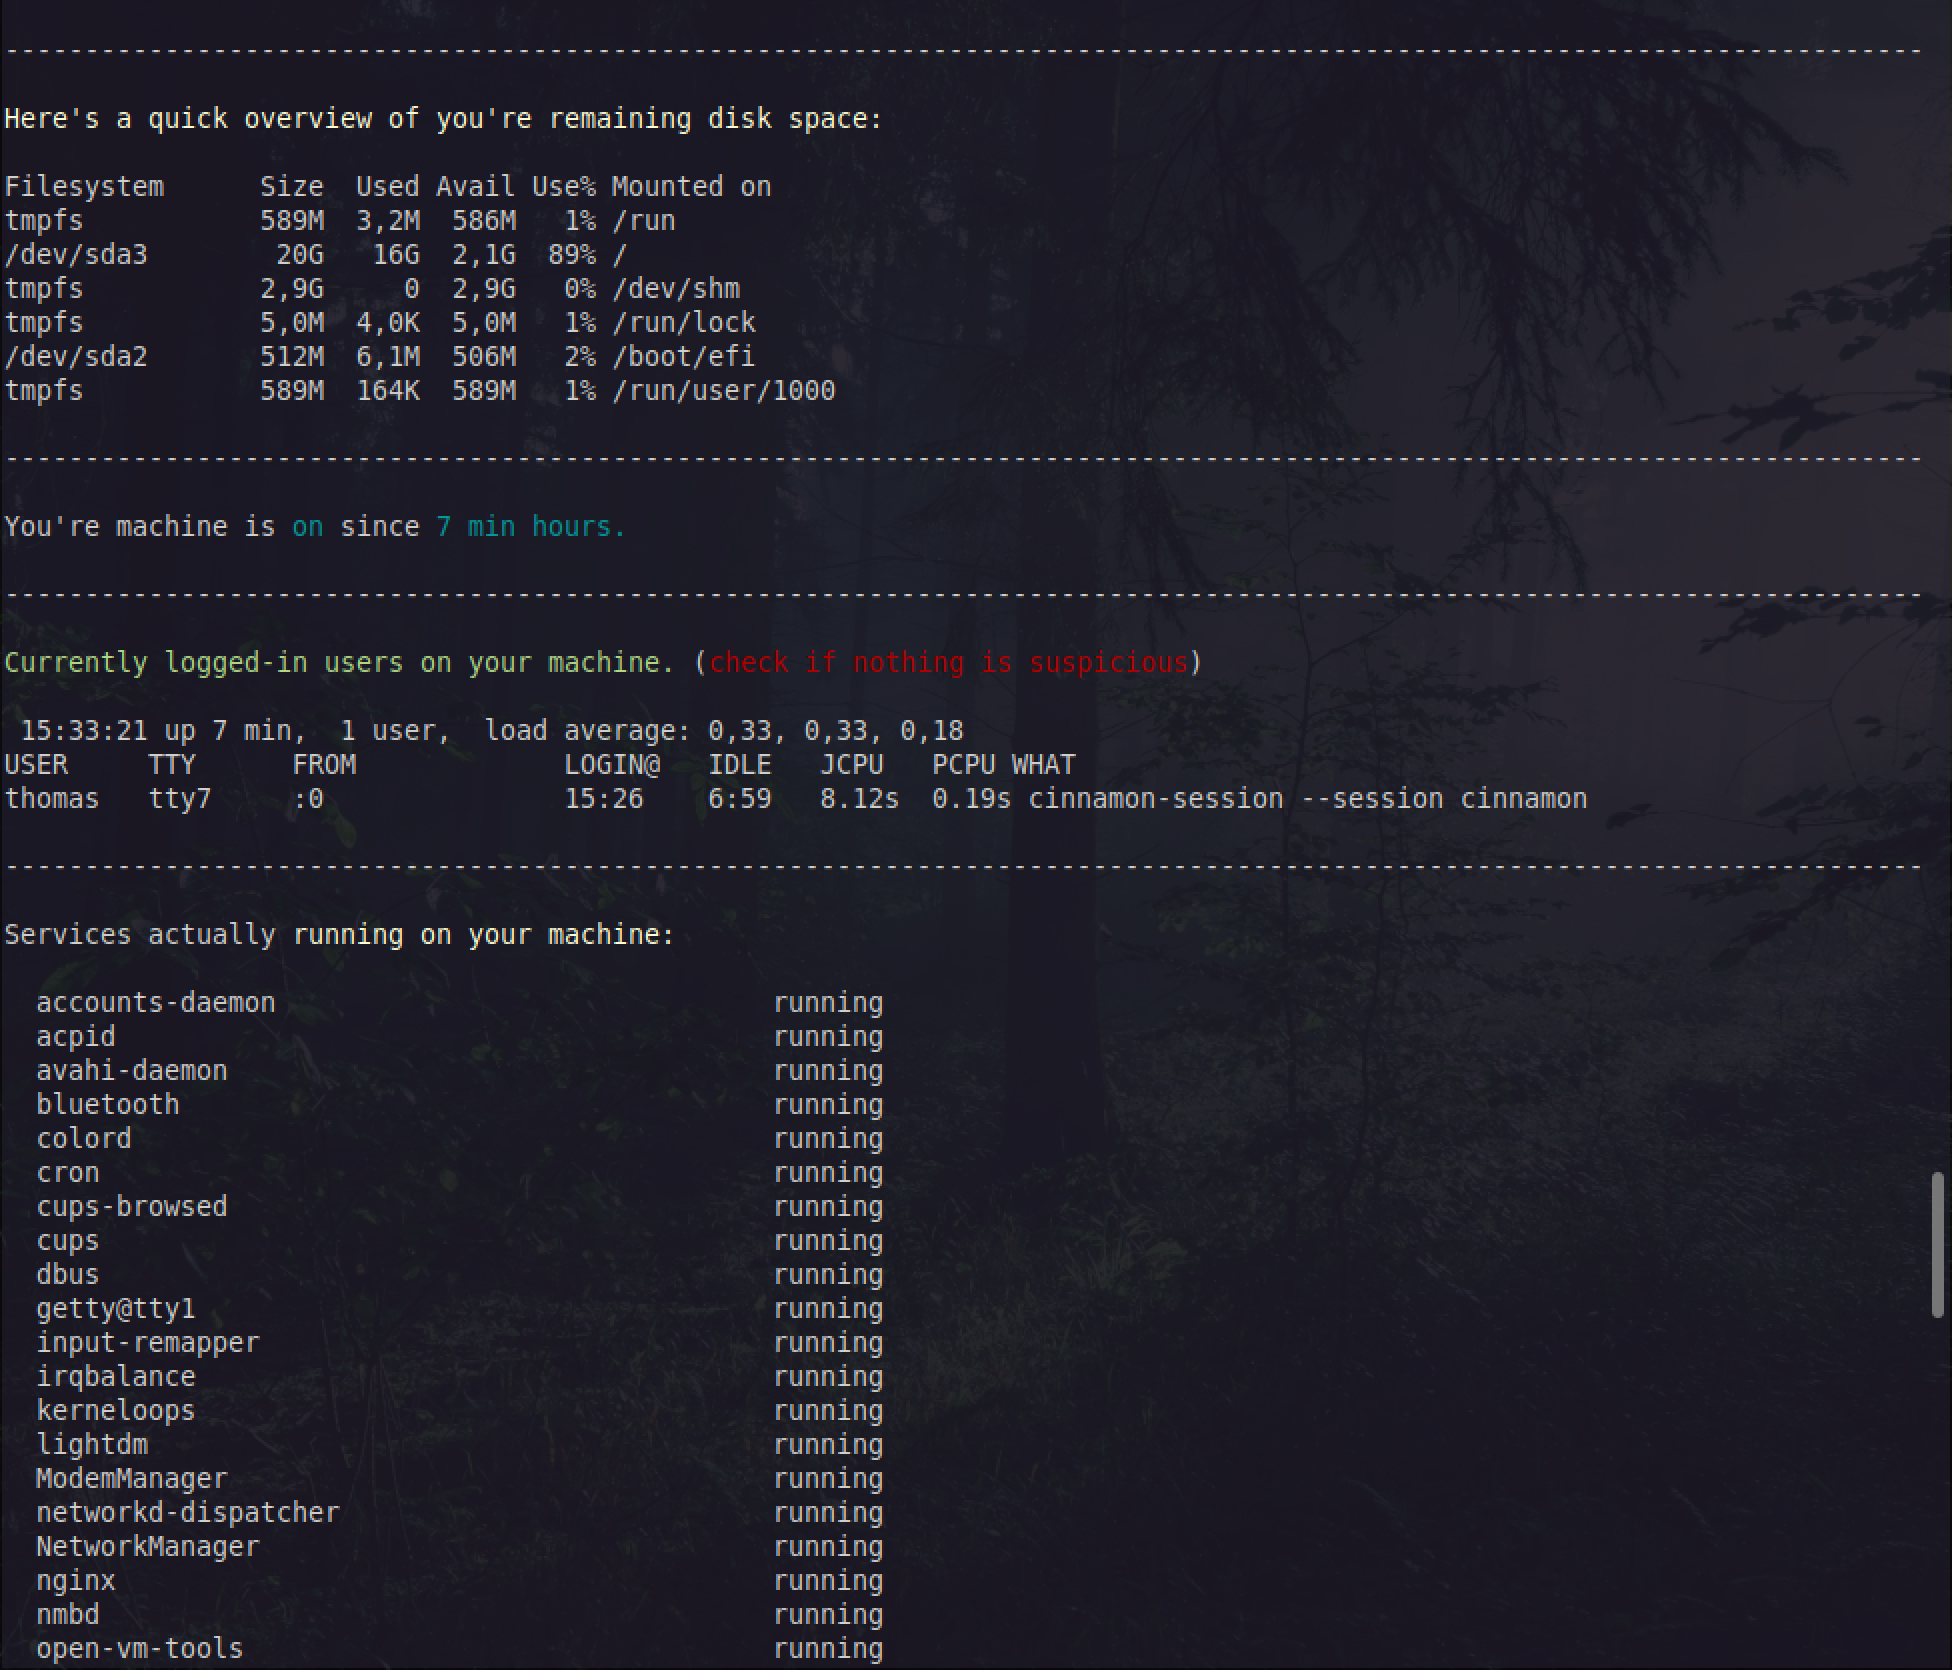 ------------------------------------------------------------------------------------------------------------------------
Here's a quick overview of you're remaining disk space:
Filesystem      Size  Used Avail Use% Mounted on
tmpfs           589M  3,2M  586M   1% /run
/dev/sda3        20G   16G  2,1G  89% /
tmpfs           2,9G     0  2,9G   0% /dev/shm
tmpfs           5,0M  4,0K  5,0M   1% /run/lock
/dev/sda2       512M  6,1M  506M   2% /boot/efi
tmpfs           589M  164K  589M   1% /run/user/1000
------------------------------------------------------------------------------------------------------------------------
You're machine is on since 7 min hours.
------------------------------------------------------------------------------------------------------------------------
Currently logged-in users on your machine. (check if nothing is suspicious)
 15:33:21 up 7 min,  1 user,  load average: 0,33, 0,33, 0,18
USER     TTY      FROM             LOGIN@   IDLE   JCPU   PCPU WHAT
thomas   tty7     :0               15:26    6:59   8.12s  0.19s cinnamon-session --session cinnamon
------------------------------------------------------------------------------------------------------------------------
Services actually running on your machine:
  accounts-daemon                               running
  acpid                                         running
  avahi-daemon                                  running
  bluetooth                                     running
  colord                                        running
  cron                                          running
  cups-browsed                                  running
  cups                                          running
  dbus                                          running
  getty@tty1                                    running
  input-remapper                                running
  irqbalance                                    running
  kerneloops                                    running
  lightdm                                       running
  ModemManager                                  running
  networkd-dispatcher                           running
  NetworkManager                                running
  nginx                                         running
  nmbd                                          running
  open-vm-tools                                 running